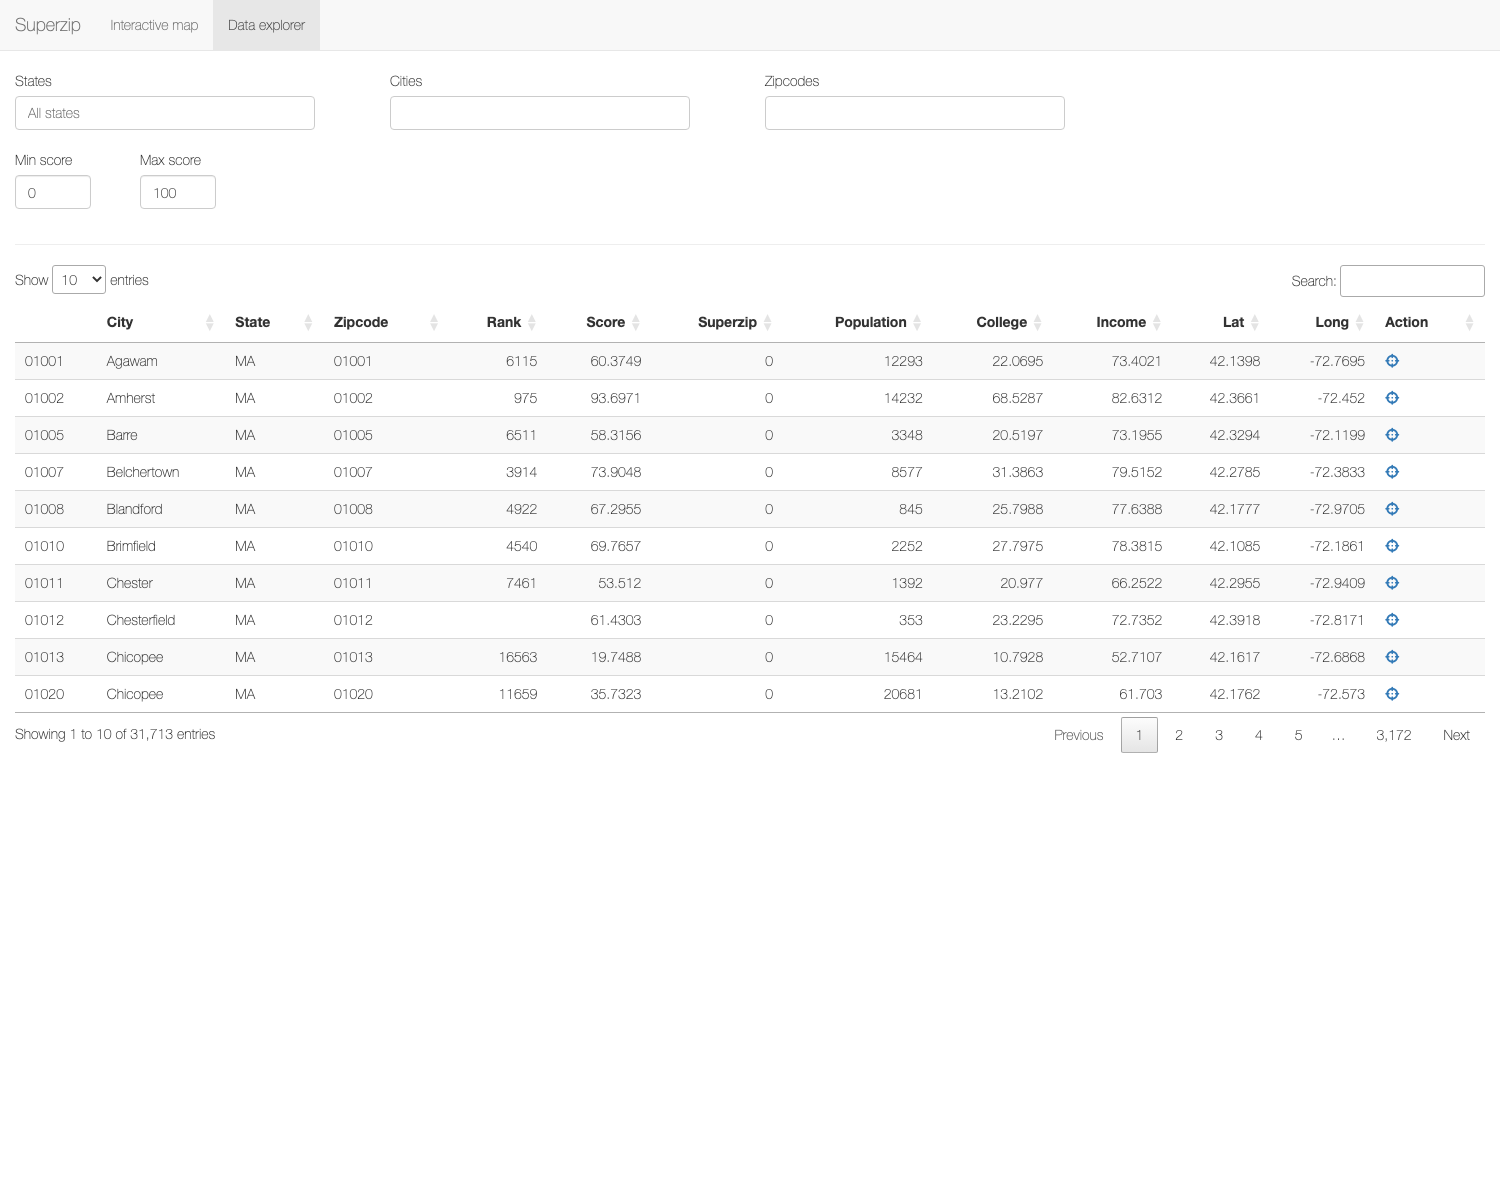 Superzip Interactive map Data explorer
States Cities Zipcodes
All states
Min score Max score
0 100
Show 10 entries Search:
City State Zipcode Rank Score Superzip Population College Income Lat Long Action
01001 Agawam MA 01001 6115 60.3749 0 12293 22.0695 73.4021 42.1398 -72.7695
01002 Amherst MA 01002 975 93.6971 0 14232 68.5287 82.6312 42.3661 -72.452
01005 Barre MA 01005 6511 58.3156 0 3348 20.5197 73.1955 42.3294 -72.1199
01007 Belchertown MA 01007 3914 73.9048 0 8577 31.3863 79.5152 42.2785 -72.3833
01008 Blandford MA 01008 4922 67.2955 0 845 25.7988 77.6388 42.1777 -72.9705
01010 Brimfield MA 01010 4540 69.7657 0 2252 27.7975 78.3815 42.1085 -72.1861
01011 Chester MA 01011 7461 53.512 0 1392 20.977 66.2522 42.2955 -72.9409
01012 Chesterfield MA 01012 61.4303 0 353 23.2295 72.7352 42.3918 -72.8171
01013 Chicopee MA 01013 16563 19.7488 0 15464 10.7928 52.7107 42.1617 -72.6868
01020 Chicopee MA 01020 11659 35.7323 0 20681 13.2102 61.703 42.1762 -72.573
Showing 1 to 10 of 31,713 entries Previous 1 2 3 4 5 … 3,172 Next